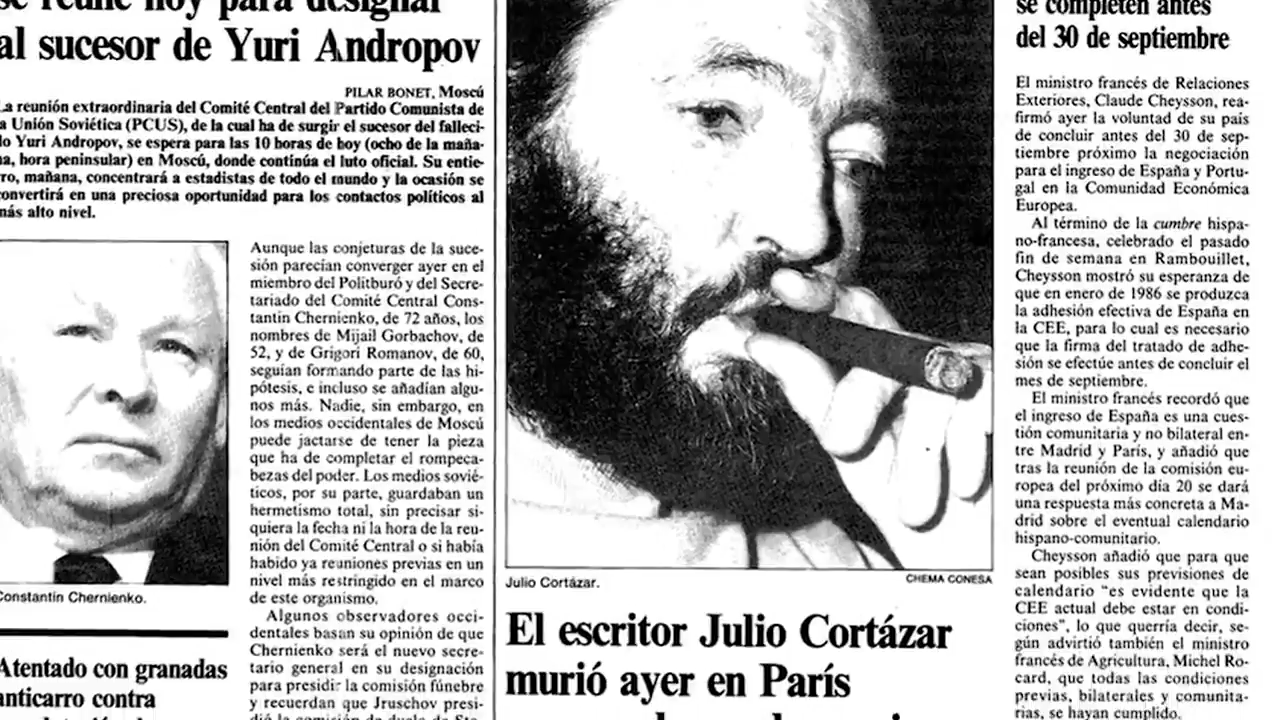 se reúne hoy para designar
al sucesor de Yuri Andropov
PILAR BONET, Moscú
La reunión extraordinaria del Comité Central del Partido Comunista de
la Unión Soviética (PCUS), de la cual ha de surgir el sucesor del falleci-
do Yuri Andropov, se espera para las 10 horas de hoy (ocho de la maña-
na, hora peninsular) en Moscú, donde continúa el luto oficial. Su entie-
rro, mañana, concentrará a estadistas de todo el mundo y la ocasión se
convertirá en una preciosa oportunidad para los contactos políticos al
más alto nivel.
Constantín Chernienko.
Atentado con granadas
anticarro contra
Aunque las conjeturas de la suce-
sión parecían converger ayer en el
miembro del Politburó y del Secre-
tariado del Comité Central Cons-
tantín Chernienko, de 72 años, los
nombres de Mijail Gorbachov, de
52, y de Grigori Romanov, de 60,
seguían formando parte de las hi-
pótesis, e incluso se añadían algu-
nos más. Nadie, sin embargo, en
los medios occidentales de Moscú
puede jactarse de tener la pieza
que ha de completar el rompeca-
bezas del poder. Los medios sovié-
ticos, por su parte, guardaban un
hermetismo total, sin precisar si-
quiera la fecha ni la hora de la reu-
nión del Comité Central o si había
habido ya reuniones previas en un
nivel más restringido en el marco
de este organismo.
Algunos observadores occi-
dentales basan su opinión de que
Chernienko será el nuevo secre-
tario general en su designación
para presidir la comisión fúnebre
y recuerdan que Jruschov presi-
dió la comisión de duelo de Sta-
Julio Cortázar.
CHEMA CONESA
El escritor Julio Cortázar
murió ayer en París
se completen antes
del 30 de septiembre
El ministro francés de Relaciones
Exteriores, Claude Cheysson, rea-
firmó ayer la voluntad de su país
de concluir antes del 30 de sep-
tiembre próximo la negociación
para el ingreso de España y Portu-
gal en la Comunidad Económica
Europea.
Al término de la cumbre hispa-
no-francesa, celebrado el pasado
fin de semana en Rambouillet,
Cheysson mostró su esperanza de
que en enero de 1986 se produzca
la adhesión efectiva de España en
la CEE, para lo cual es necesario
que la firma del tratado de adhe-
sión se efectúe antes de concluir el
mes de septiembre.
El ministro francés recordó que
el ingreso de España es una cues-
tión comunitaria y no bilateral en-
tre Madrid y París, y añadió que
tras la reunión de la comisión eu-
ropea del próximo día 20 se dará
una respuesta más concreta a Ma-
drid sobre el eventual calendario
hispano-comunitario.
Cheysson añadió que para que
sean posibles sus previsiones de
calendario "es evidente que la
CEE actual debe estar en condi-
ciones", lo que querría decir, se-
gún advirtió también el ministro
francés de Agricultura, Michel Ro-
card, que todas las condiciones
previas, bilaterales y comunita-
rias, se hayan cumplido.